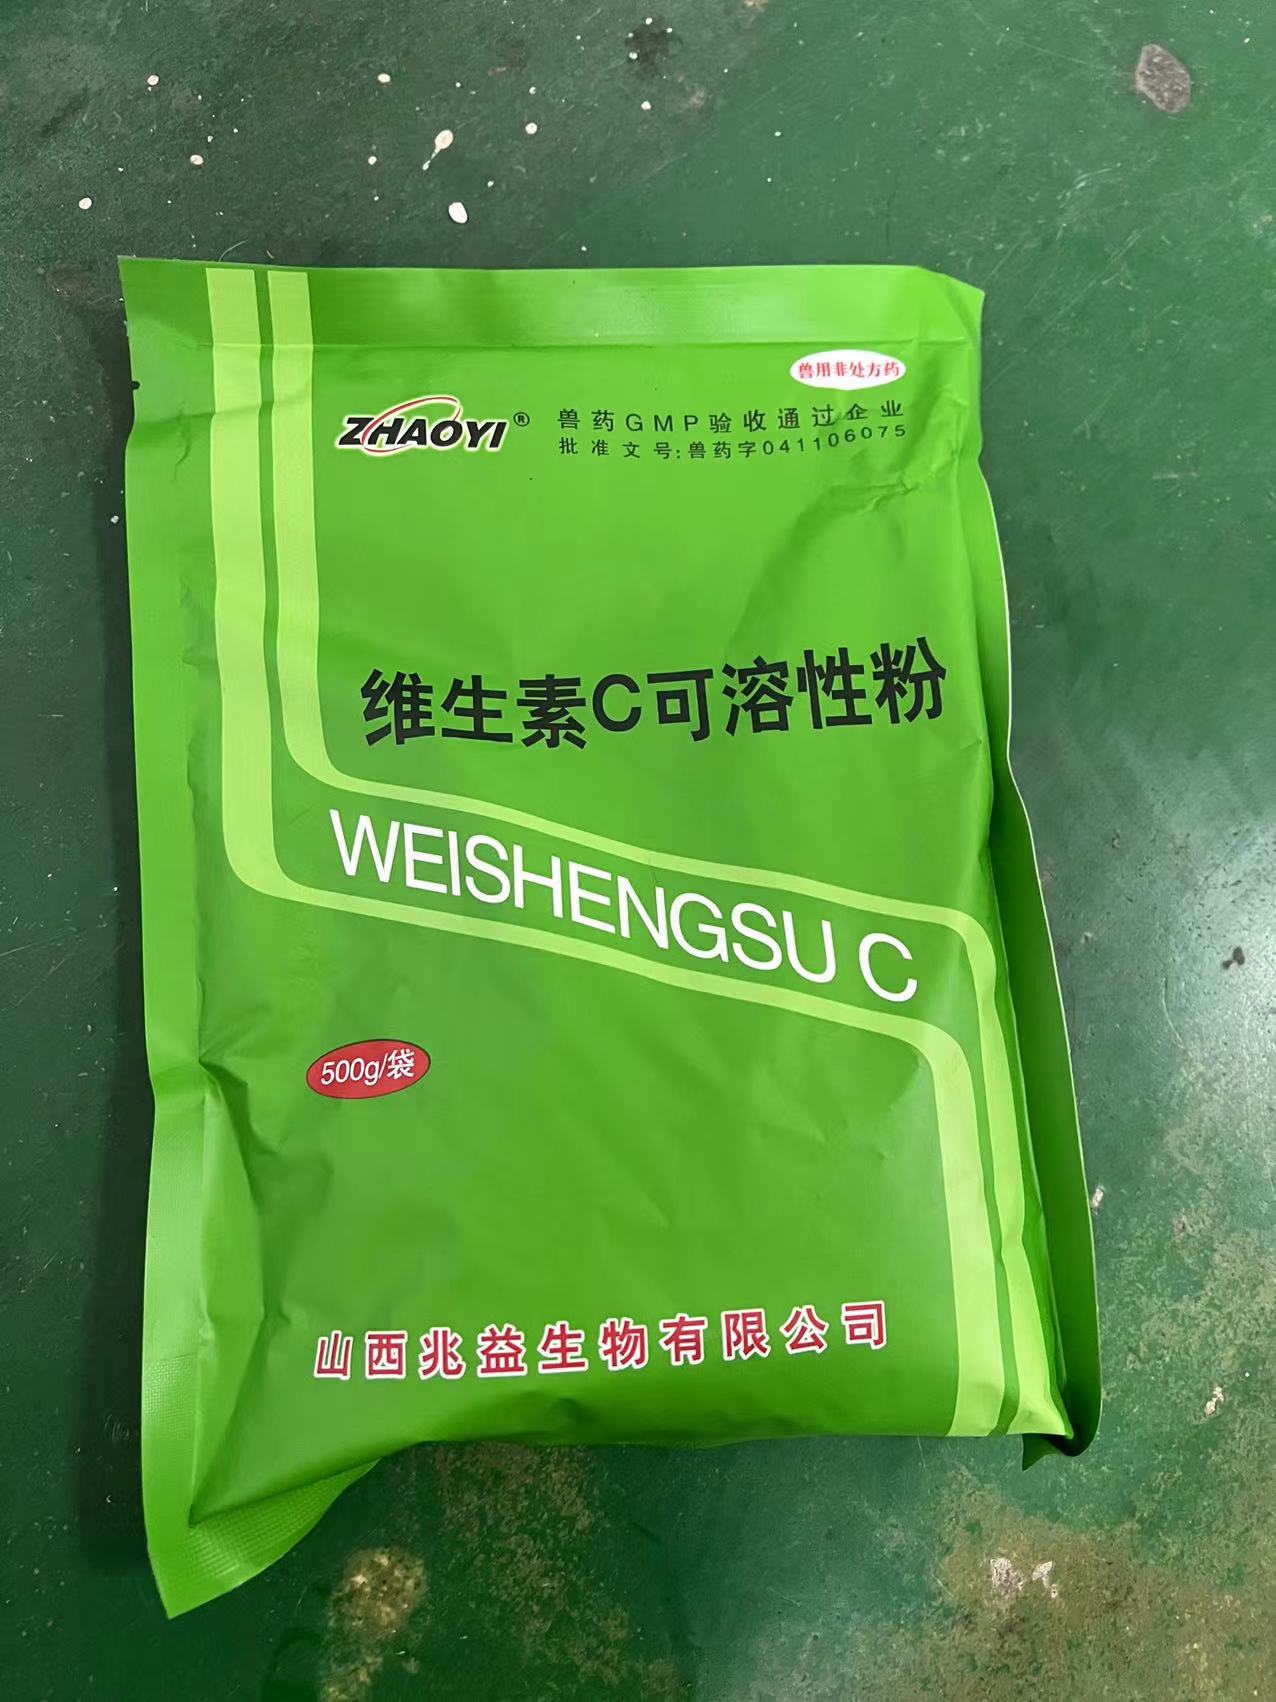 兽用非处方药
ZHAOYI®
兽药GMP验收通过企业
批准文号:兽药字041106075
维生素C可溶性粉
WEISHENGSU C
500g/袋
山西兆益生物有限公司